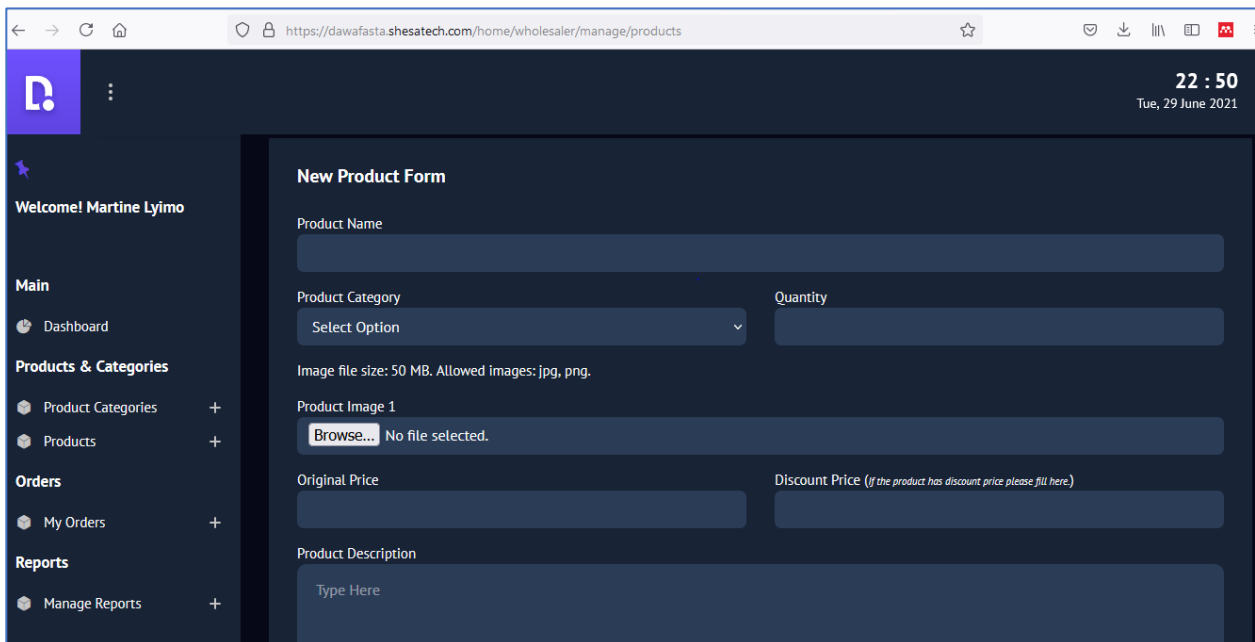 https://dawafasta.shesatech.com/home/wholesaler/manage/products
D.
22 : 50
Tue, 29 June 2021
Welcome! Martine Lyimo
Main
Dashboard
Products & Categories
Product Categories +
Products +
Orders
My Orders +
Reports
Manage Reports +
New Product Form
Product Name
Product Category
Quantity
Select Option
Image file size: 50 MB. Allowed images: jpg, png.
Product Image 1
Browse... No file selected.
Original Price
Discount Price (if the product has discount price please fill here.)
Product Description
Type Here